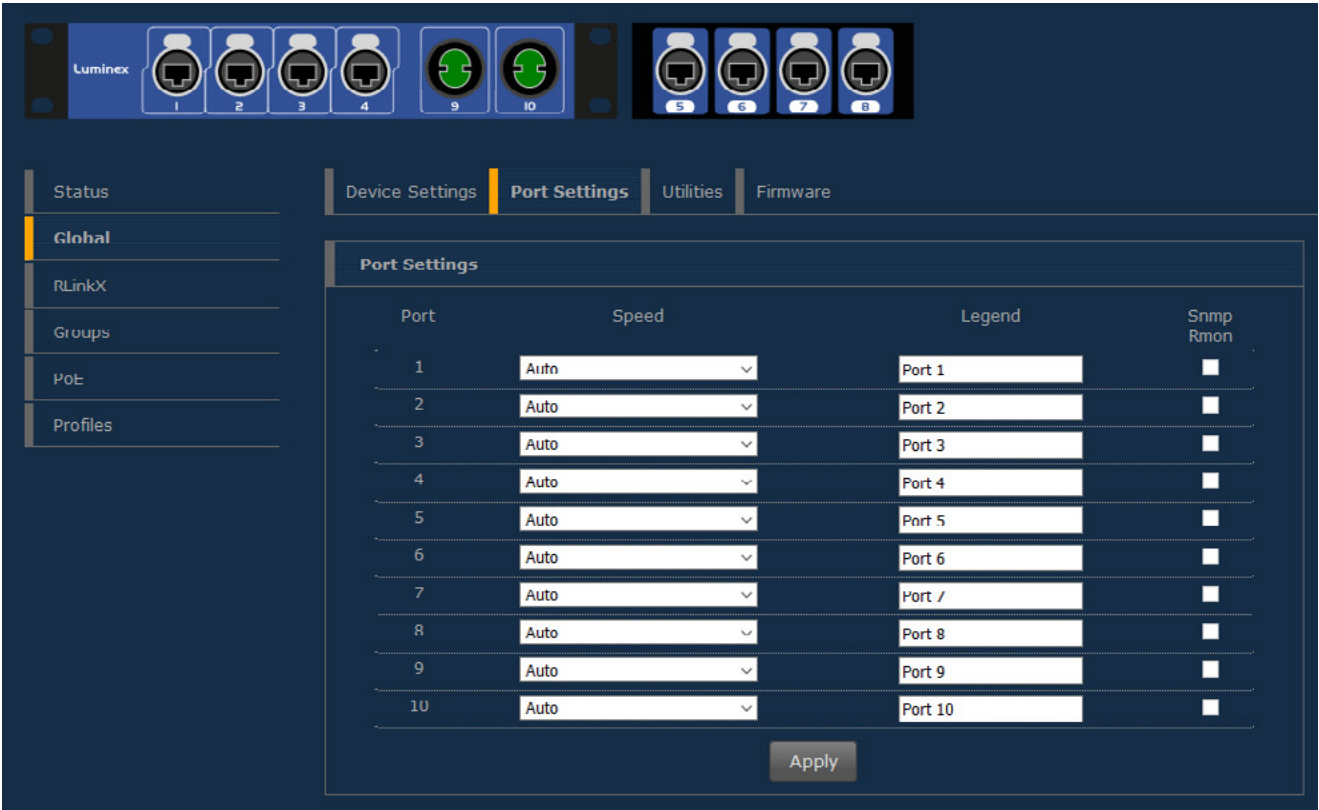 Luminex
1 2 3 4 9 10 5 6 7 8
Status
Global
RLinkX
Groups
PoE
Profiles
Device Settings Port Settings Utilities Firmware
Port Settings
Port Speed Legend Snmp Rmon
1 Auto Port 1
2 Auto Port 2
3 Auto Port 3
4 Auto Port 4
5 Auto Port 5
6 Auto Port 6
7 Auto Port 7
8 Auto Port 8
9 Auto Port 9
10 Auto Port 10
Apply